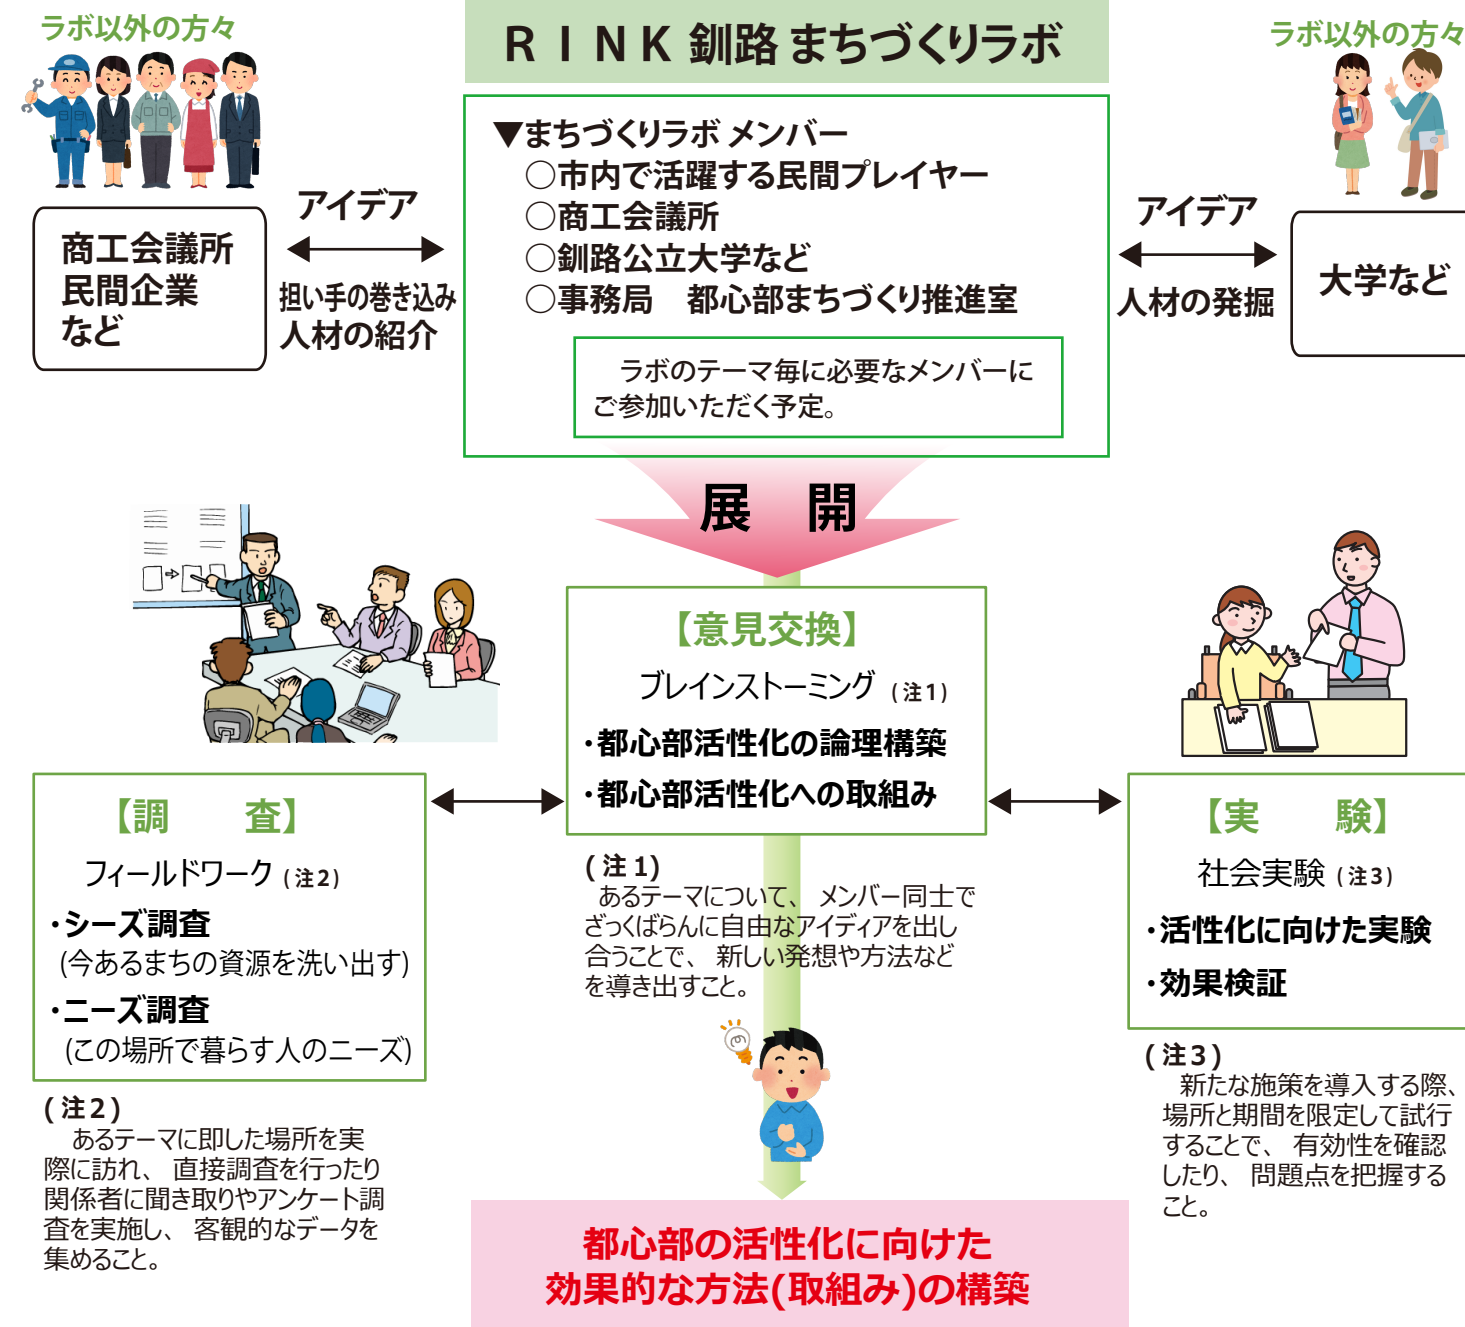 ラボ以外の方々
RINK 釧路 まちづくりラボ
ラボ以外の方々
▼まちづくりラボ メンバー
○市内で活躍する民間プレイヤー
○商工会議所
○釧路公立大学など
○事務局　都心部まちづくり推進室
ラボのテーマ毎に必要なメンバーに
ご参加いただく予定。
商工会議所
民間企業
など
アイデア
担い手の巻き込み
人材の紹介
アイデア
人材の発掘
大学など
展　開
【意見交換】
ブレインストーミング (注1)
・都心部活性化の論理構築
・都心部活性化への取組み
(注1)
あるテーマについて、 メンバー同士で
ざっくばらんに自由なアイディアを出し
合うことで、 新しい発想や方法など
を導き出すこと。
【調　査】
フィールドワーク (注2)
・シーズ調査
(今あるまちの資源を洗い出す)
・ニーズ調査
(この場所で暮らす人のニーズ)
(注2)
あるテーマに即した場所を実
際に訪れ、 直接調査を行ったり
関係者に聞き取りやアンケート調
査を実施し、 客観的なデータを
集めること。
【実　験】
社会実験 (注3)
・活性化に向けた実験
・効果検証
(注3)
新たな施策を導入する際、
場所と期間を限定して試行
することで、 有効性を確認
したり、 問題点を把握する
こと。
都心部の活性化に向けた
効果的な方法(取組み)の構築